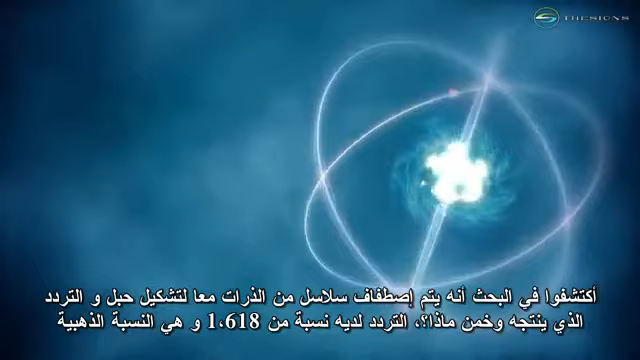 THESIGNS
أكتشفوا في البحث أنه يتم إصطفاف سلاسل من الذرات معا لتشكيل حبل و التردد
الذي ينتجه وخمن ماذا؟، التردد لديه نسبة من 1،618 و هي النسبة الذهبية